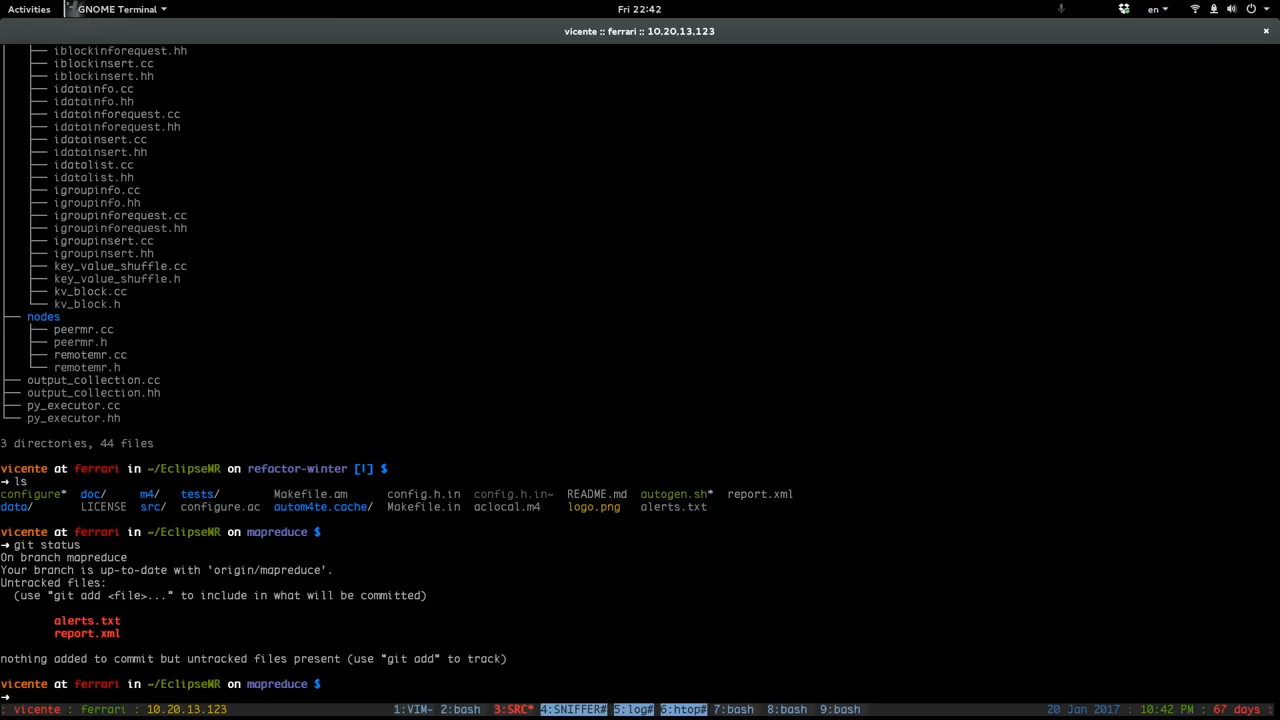 Activities GNOME Terminal Fri 22:42 en
vicente :: ferrari :: 10.20.13.123 ×
│   ├── iblockinforequest.hh
│   ├── iblockinsert.cc
│   ├── iblockinsert.hh
│   ├── idatainfo.cc
│   ├── idatainfo.hh
│   ├── idatainforequest.cc
│   ├── idatainforequest.hh
│   ├── idatainsert.cc
│   ├── idatainsert.hh
│   ├── idatalist.cc
│   ├── idatalist.hh
│   ├── igroupinfo.cc
│   ├── igroupinfo.hh
│   ├── igroupinforequest.cc
│   ├── igroupinforequest.hh
│   ├── igroupinsert.cc
│   ├── igroupinsert.hh
│   ├── key_value_shuffle.cc
│   ├── key_value_shuffle.h
│   ├── kv_block.cc
│   └── kv_block.h
├── nodes
│   ├── peermr.cc
│   ├── peermr.h
│   ├── remotemr.cc
│   └── remotemr.h
├── output_collection.cc
├── output_collection.hh
├── py_executor.cc
└── py_executor.hh
3 directories, 44 files
vicente at ferrari in ~/EclipseMR on refactor-winter [!] $
→ ls
configure* doc/ m4/ tests/ Makefile.am config.h.in config.h.in~ README.md autogen.sh* report.xml
data/ LICENSE src/ configure.ac autom4te.cache/ Makefile.in aclocal.m4 logo.png alerts.txt
vicente at ferrari in ~/EclipseMR on mapreduce $
→ git status
On branch mapreduce
Your branch is up-to-date with 'origin/mapreduce'.
Untracked files:
(use "git add <file>..." to include in what will be committed)
alerts.txt
report.xml
nothing added to commit but untracked files present (use "git add" to track)
vicente at ferrari in ~/EclipseMR on mapreduce $
→
: vicente : ferrari : 10.20.13.123 1:VIM- 2:bash 3:SRC* 4:SNIFFER# 5:log# 6:htop# 7:bash 8:bash 9:bash 20 Jan 2017 : 10:42 PM : 67 days :